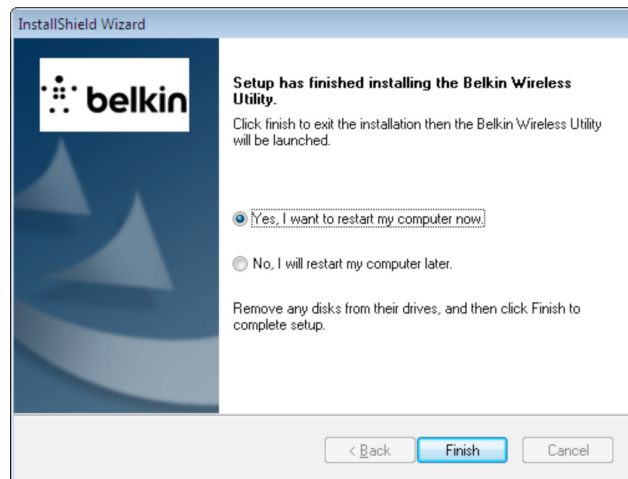 InstallShield Wizard
belkin
Setup has finished installing the Belkin Wireless
Utility.
Click finish to exit the installation then the Belkin Wireless Utility
will be launched.
Yes, I want to restart my computer now.
No, I will restart my computer later.
Remove any disks from their drives, and then click Finish to
complete setup.
< Back
Finish
Cancel